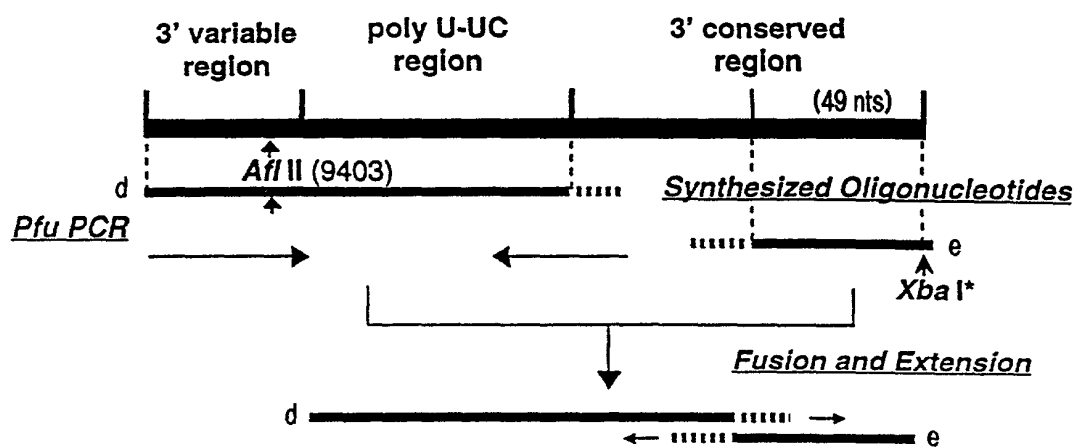 3' variable region
poly U-UC region
3' conserved region
(49 nts)
Afl II (9403)
d
Synthesized Oligonucleotides
Pfu PCR
e
Xba I*
Fusion and Extension
d
e